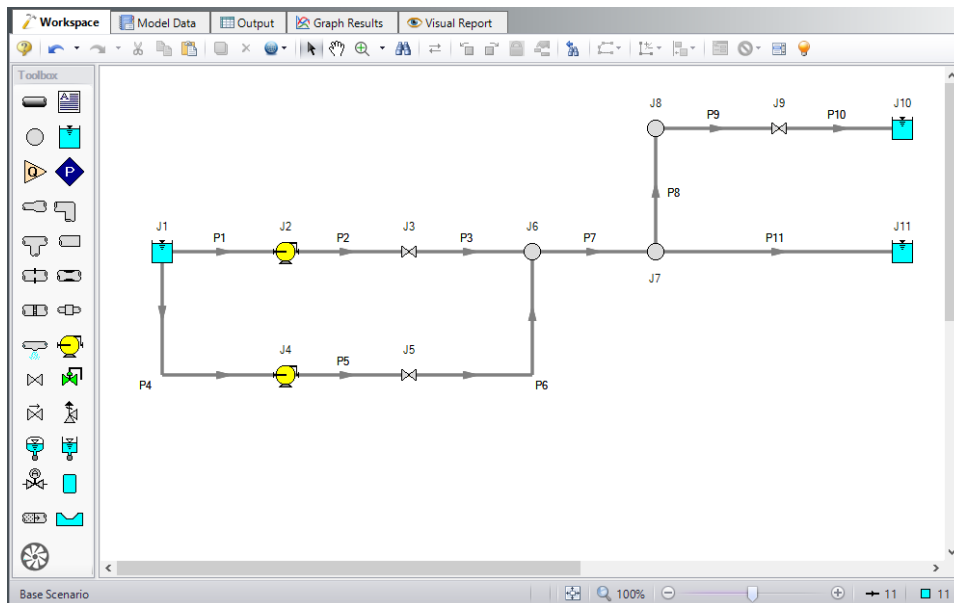 Workspace Model Data Output Graph Results Visual Report
Toolbox
A
Q P
J8 J9 J10
P9 P10
P8
J1 J2 J3 J6 J11
P1 P2 P3 P7 P11
J7
J4 J5
P5
P4 P6
Base Scenario 100% 11 11